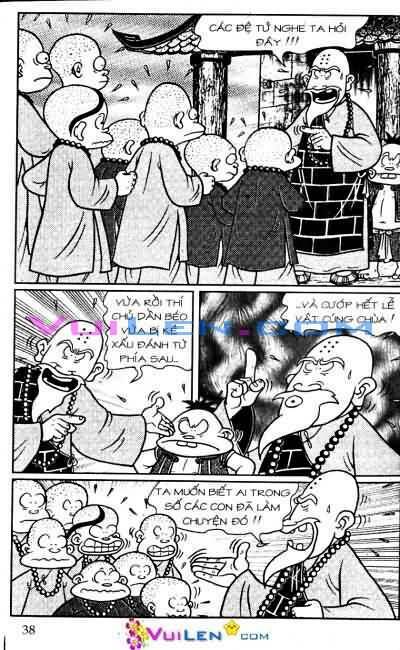 CÁC ĐỆ TỬ NGHE TA HỎI
ĐÂY !!!
VỪA RỒI THÍ
CHỦ DẦN BÉO
VỪA BỊ KẺ
XẤU ĐÁNH TỪ
PHÍA SAU...
...VÀ CƯỚP HẾT LỄ
VẬT CÚNG CHÙA !
VUILEN.COM
TA MUỐN BIẾT AI TRONG
SỐ CÁC CON ĐÃ LÀM
CHUYỆN ĐÓ !!
38
VUILEN.COM